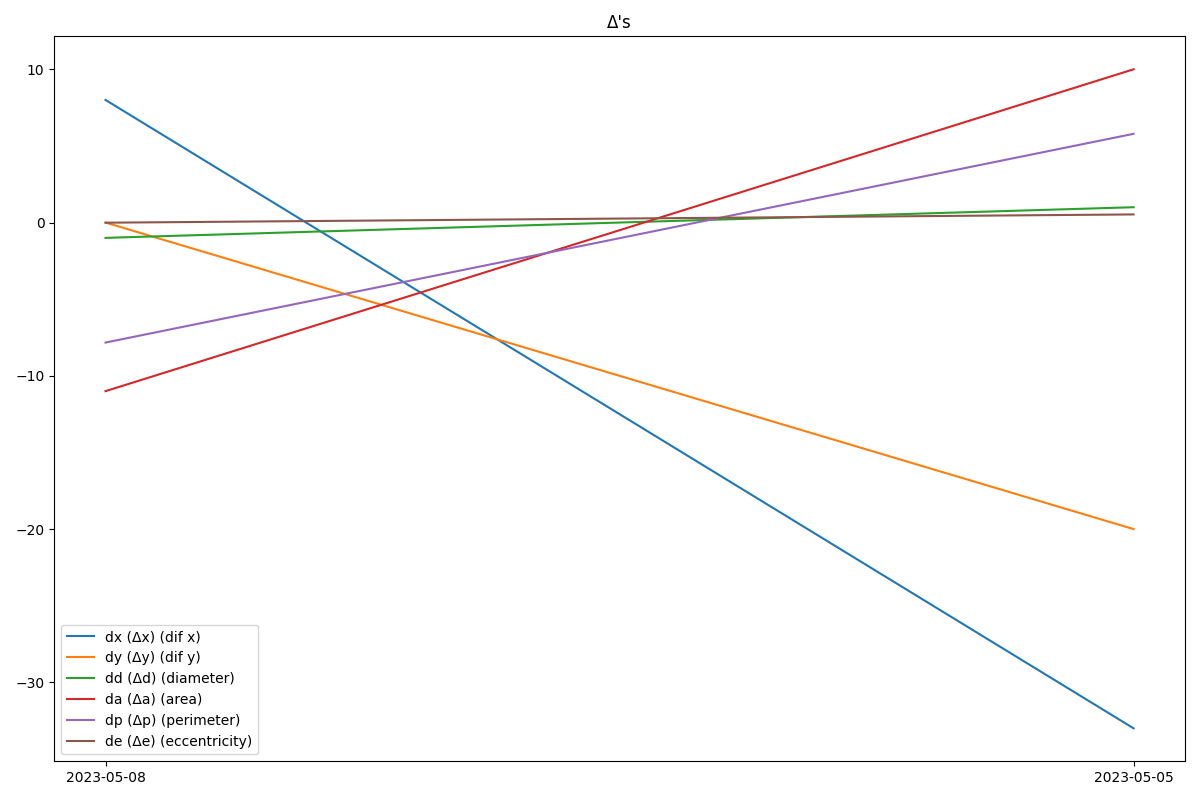 Δ's
10
0
−10
−20
−30
dx (Δx) (dif x)
dy (Δy) (dif y)
dd (Δd) (diameter)
da (Δa) (area)
dp (Δp) (perimeter)
de (Δe) (eccentricity)
2023-05-08
2023-05-05